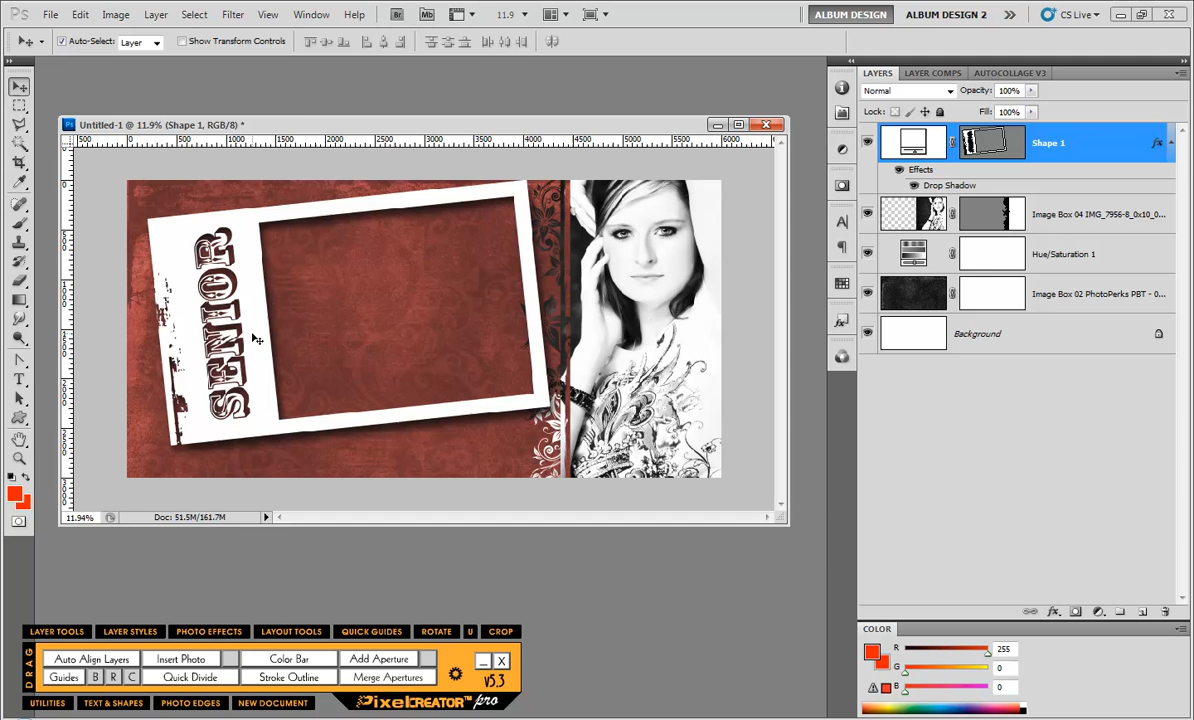 Ps File Edit Image Layer Select Filter View Window Help Br Mb 11.9 ALBUM DESIGN ALBUM DESIGN 2 CS Live
Auto-Select: Layer Show Transform Controls
Untitled-1 @ 11.9% (Shape 1, RGB/8) *
500 0 500 1000 1500 2000 2500 3000 3500 4000 4500 5000 5500 6000
SENIOR
11.94% Doc: 51.5M/161.7M
LAYERS LAYER COMPS AUTOCOLLAGE V3
Normal Opacity: 100%
Lock: Fill: 100%
Shape 1 fx
Effects
Drop Shadow
Image Box 04 IMG_7956-8_0x10_0...
Hue/Saturation 1
Image Box 02 PhotoPerks PBT - 0...
Background
COLOR
R 255
G 0
B 0
LAYER TOOLS LAYER STYLES PHOTO EFFECTS LAYOUT TOOLS QUICK GUIDES ROTATE U CROP
DRAG
Auto Align Layers Insert Photo Color Bar Add Aperture _ X
Guides B R C Quick Divide Stroke Outline Merge Apertures v5.3
UTILITIES TEXT & SHAPES PHOTO EDGES NEW DOCUMENT PixelCREATOR™ pro